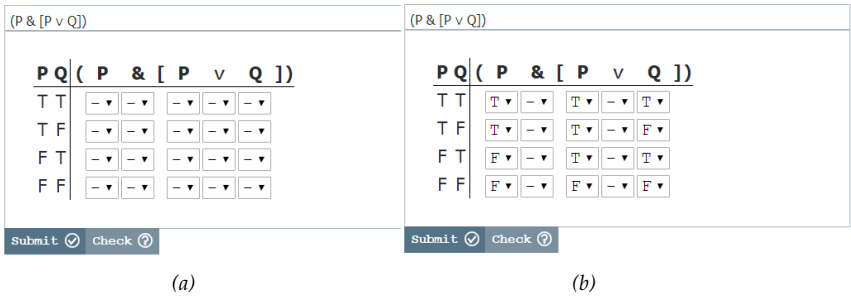 (P & [P ∨ Q])
P Q ( P & [ P ∨ Q ])
T T – – – – –
T F – – – – –
F T – – – – –
F F – – – – –
Submit Check ?
(a)
(P & [P ∨ Q])
P Q ( P & [ P ∨ Q ])
T T T – T – T
T F T – T – F
F T F – T – T
F F F – F – F
Submit Check ?
(b)